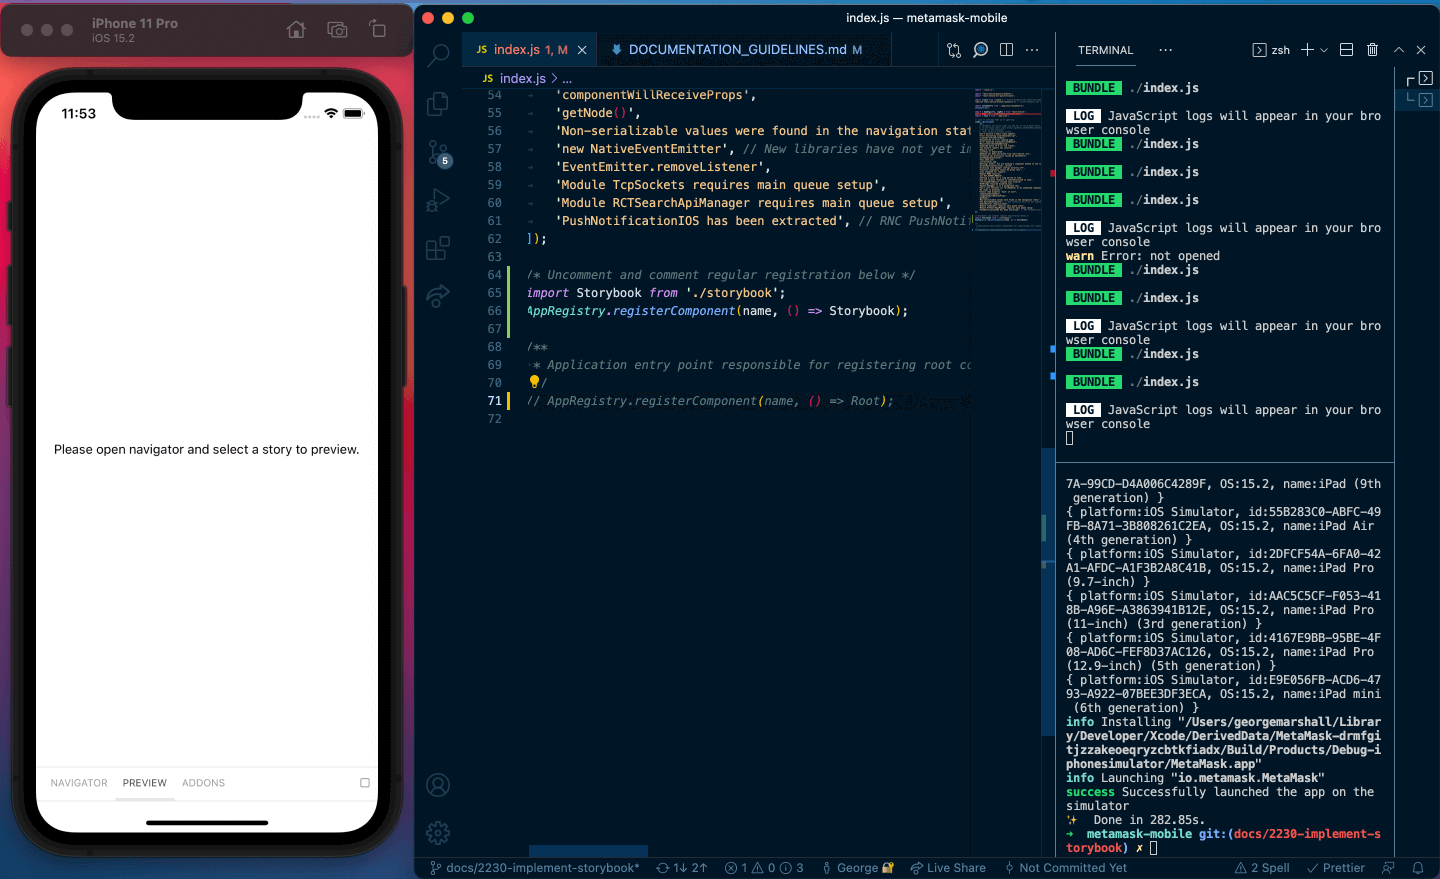 iPhone 11 Pro
iOS 15.2
11:53
Please open navigator and select a story to preview.
NAVIGATOR PREVIEW ADDONS
index.js — metamask-mobile
JS index.js 1, M
DOCUMENTATION_GUIDELINES.md M
JS index.js > ...
5
54 'componentWillReceiveProps',
55 'getNode()',
56 'Non-serializable values were found in the navigation stat
57 'new NativeEventEmitter', // New libraries have not yet im
58 'EventEmitter.removeListener',
59 'Module TcpSockets requires main queue setup',
60 'Module RCTSearchApiManager requires main queue setup',
61 'PushNotificationIOS has been extracted', // RNC PushNoti
62 ]);
63
64 /* Uncomment and comment regular registration below */
65 import Storybook from './storybook';
66 AppRegistry.registerComponent(name, () => Storybook);
67
68 /**
69 * Application entry point responsible for registering root co
70 */
71 // AppRegistry.registerComponent(name, () => Root);
72
TERMINAL ... zsh
BUNDLE ./index.js
LOG JavaScript logs will appear in your bro
wser console
BUNDLE ./index.js
BUNDLE ./index.js
BUNDLE ./index.js
LOG JavaScript logs will appear in your bro
wser console
warn Error: not opened
BUNDLE ./index.js
BUNDLE ./index.js
LOG JavaScript logs will appear in your bro
wser console
BUNDLE ./index.js
BUNDLE ./index.js
LOG JavaScript logs will appear in your bro
wser console
7A-99CD-D4A006C4289F, OS:15.2, name:iPad (9th
generation) }
{ platform:iOS Simulator, id:55B283C0-ABFC-49
FB-8A71-3B808261C2EA, OS:15.2, name:iPad Air
(4th generation) }
{ platform:iOS Simulator, id:2DFCF54A-6FA0-42
A1-AFDC-A1F3B2A8C41B, OS:15.2, name:iPad Pro
(9.7-inch) }
{ platform:iOS Simulator, id:AAC5C5CF-F053-41
8B-A96E-A3863941B12E, OS:15.2, name:iPad Pro
(11-inch) (3rd generation) }
{ platform:iOS Simulator, id:4167E9BB-95BE-4F
08-AD6C-FEF8D37AC126, OS:15.2, name:iPad Pro
(12.9-inch) (5th generation) }
{ platform:iOS Simulator, id:E9E056FB-ACD6-47
93-A922-07BEE3DF3ECA, OS:15.2, name:iPad mini
(6th generation) }
info Installing "/Users/georgemarshall/Librar
y/Developer/Xcode/DerivedData/MetaMask-drmfgi
tjzzakeoeqryzcbtkfiadx/Build/Products/Debug-i
phonesimulator/MetaMask.app"
info Launching "io.metamask.MetaMask"
success Successfully launched the app on the
simulator
✨ Done in 282.85s.
→ metamask-mobile git:(docs/2230-implement-s
torybook) ✗
docs/2230-implement-storybook* 1↓ 2↑ 1 0 3 George 🔐 Live Share Not Committed Yet 2 Spell ✓ Prettier